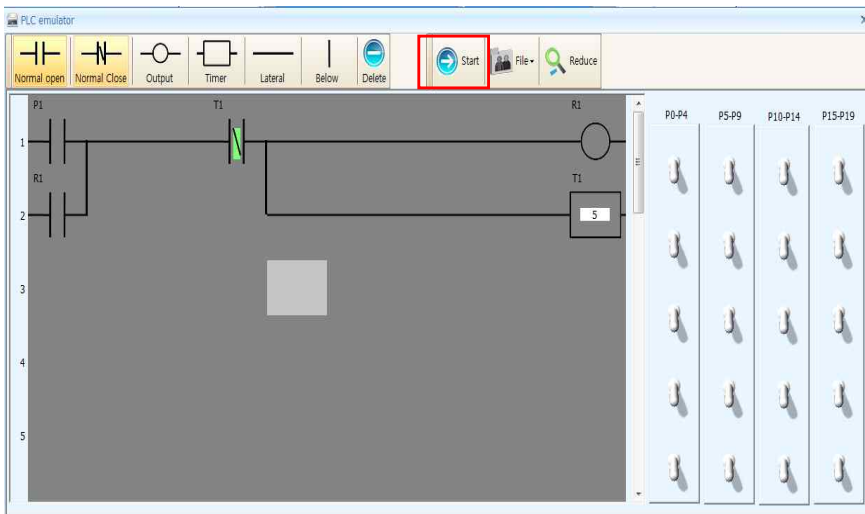 PLC emulator
Normal open Normal Close Output Timer Lateral Below Delete Start File Reduce
P1 T1 R1
1
R1 T1
2 5
3
4
5
P0-P4 P5-P9 P10-P14 P15-P19